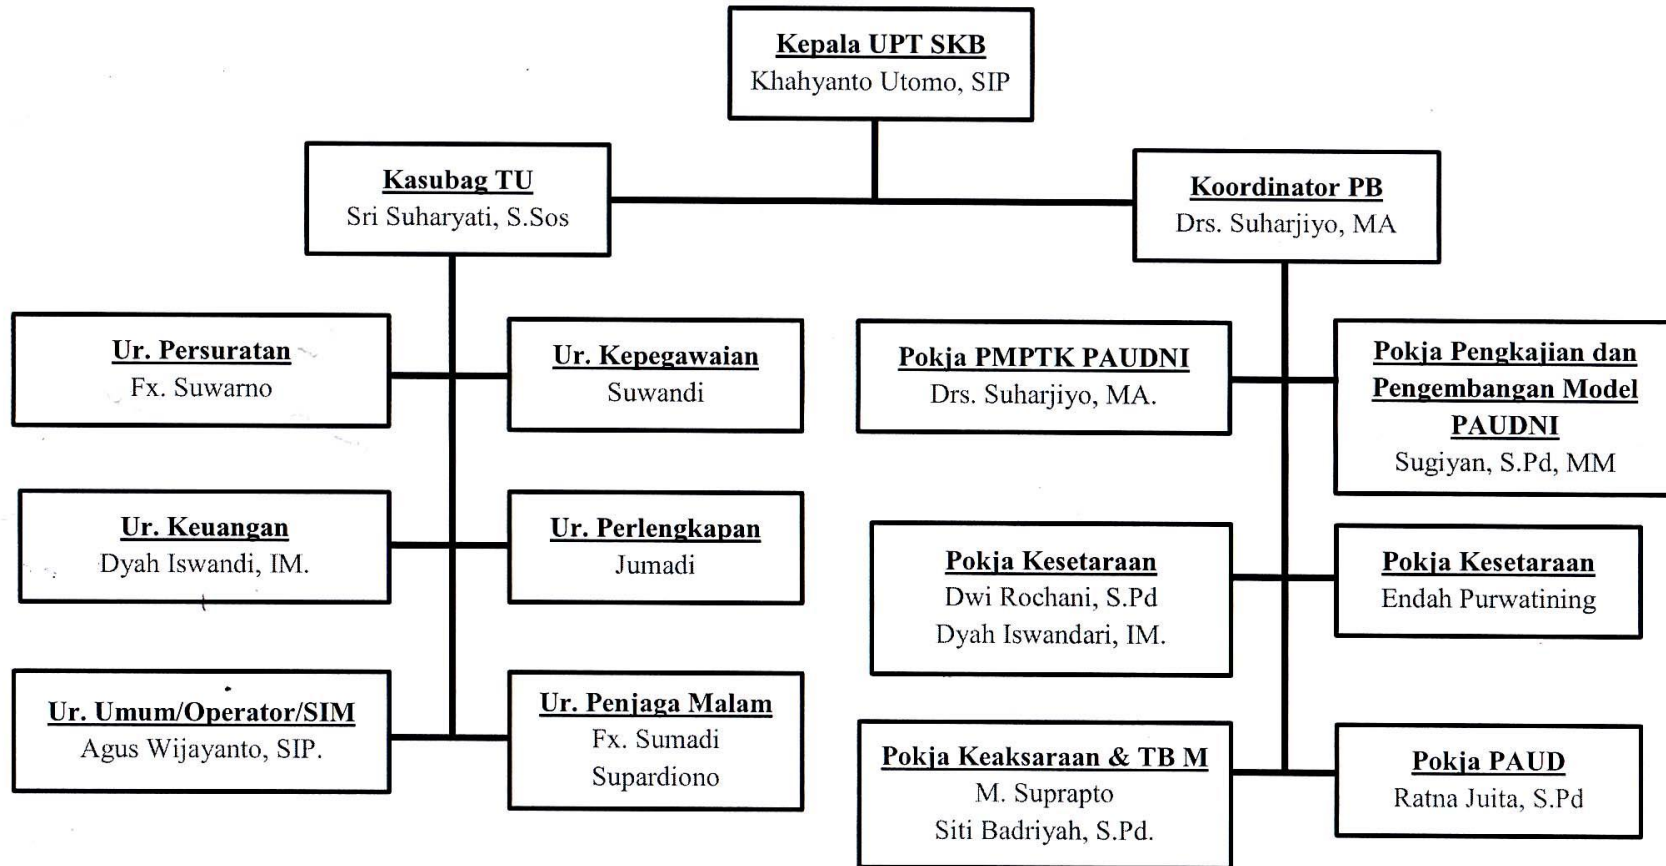 Kepala UPT SKB
Khahyanto Utomo, SIP
Kasubag TU
Sri Suharyati, S.Sos
Koordinator PB
Drs. Suharjiyo, MA
Ur. Persuratan
Fx. Suwarno
Ur. Kepegawaian
Suwandi
Pokja PMPTK PAUDNI
Drs. Suharjiyo, MA.
Pokja Pengkajian dan
Pengembangan Model
PAUDNI
Sugiyan, S.Pd, MM
Ur. Keuangan
Dyah Iswandi, IM.
Ur. Perlengkapan
Jumadi
Pokja Kesetaraan
Dwi Rochani, S.Pd
Dyah Iswandari, IM.
Pokja Kesetaraan
Endah Purwatining
Ur. Umum/Operator/SIM
Agus Wijayanto, SIP.
Ur. Penjaga Malam
Fx. Sumadi
Supardiono
Pokja Keaksaraan & TB M
M. Suprapto
Siti Badriyah, S.Pd.
Pokja PAUD
Ratna Juita, S.Pd